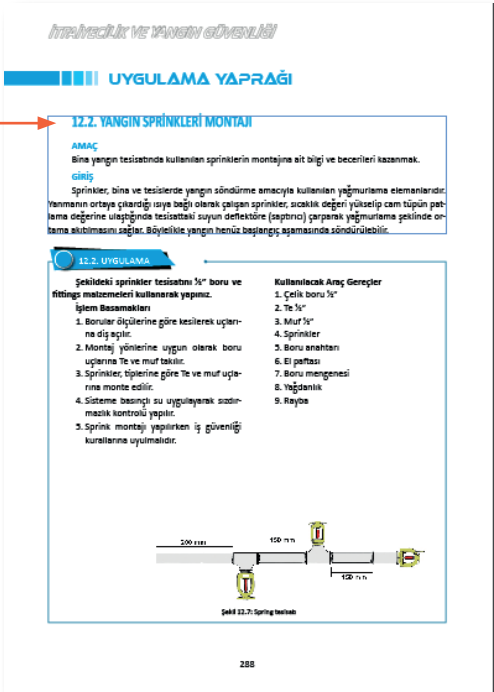 İTFAİYECİLİK VE YANGIN GÜVENLİĞİ
UYGULAMA YAPRAĞI
12.2. YANGIN SPRİNKLERİ MONTAJI
AMAÇ
Bina yangın tesisatında kullanılan sprinklerin montajına ait bilgi ve becerileri kazanmak.
GİRİŞ
Sprinkler, bina ve tesislerde yangın söndürme amacıyla kullanılan yağmurlama elemanlarıdır.
Yanmanın ortaya çıkardığı ısıya bağlı olarak çalışan sprinkler, sıcaklık değeri yükselip cam tüpün pat-
lama değerine ulaştığında tesisattaki suyun deflektöre (saptırıcı) çarparak yağmurlama şeklinde or-
tama akıtılmasını sağlar. Böylelikle yangın henüz başlangıç aşamasında söndürülebilir.
12.2. UYGULAMA
Şekildeki sprinkler tesisatını ½" boru ve
fittings malzemeleri kullanarak yapınız.
İşlem Basamakları
1. Borular ölçülerine göre kesilerek uçları-
na diş açılır.
2. Montaj yönlerine uygun olarak boru
uçlarına Te ve muf takılır.
3. Sprinkler, tiplerine göre Te ve muf uçla-
rına monte edilir.
4. Sisteme basınçlı su uygulayarak sızdır-
mazlık kontrolü yapılır.
5. Sprink montajı yapılırken iş güvenliği
kurallarına uyulmalıdır.
Kullanılacak Araç Gereçler
1. Çelik boru ½"
2. Te ½"
3. Muf ½"
4. Sprinkler
5. Boru anahtarı
6. El paftası
7. Boru mengenesi
8. Yağdanlık
9. Rayba
200 mm
150 mm
150 mm
Şekil 12.7: Spring tesisatı
288